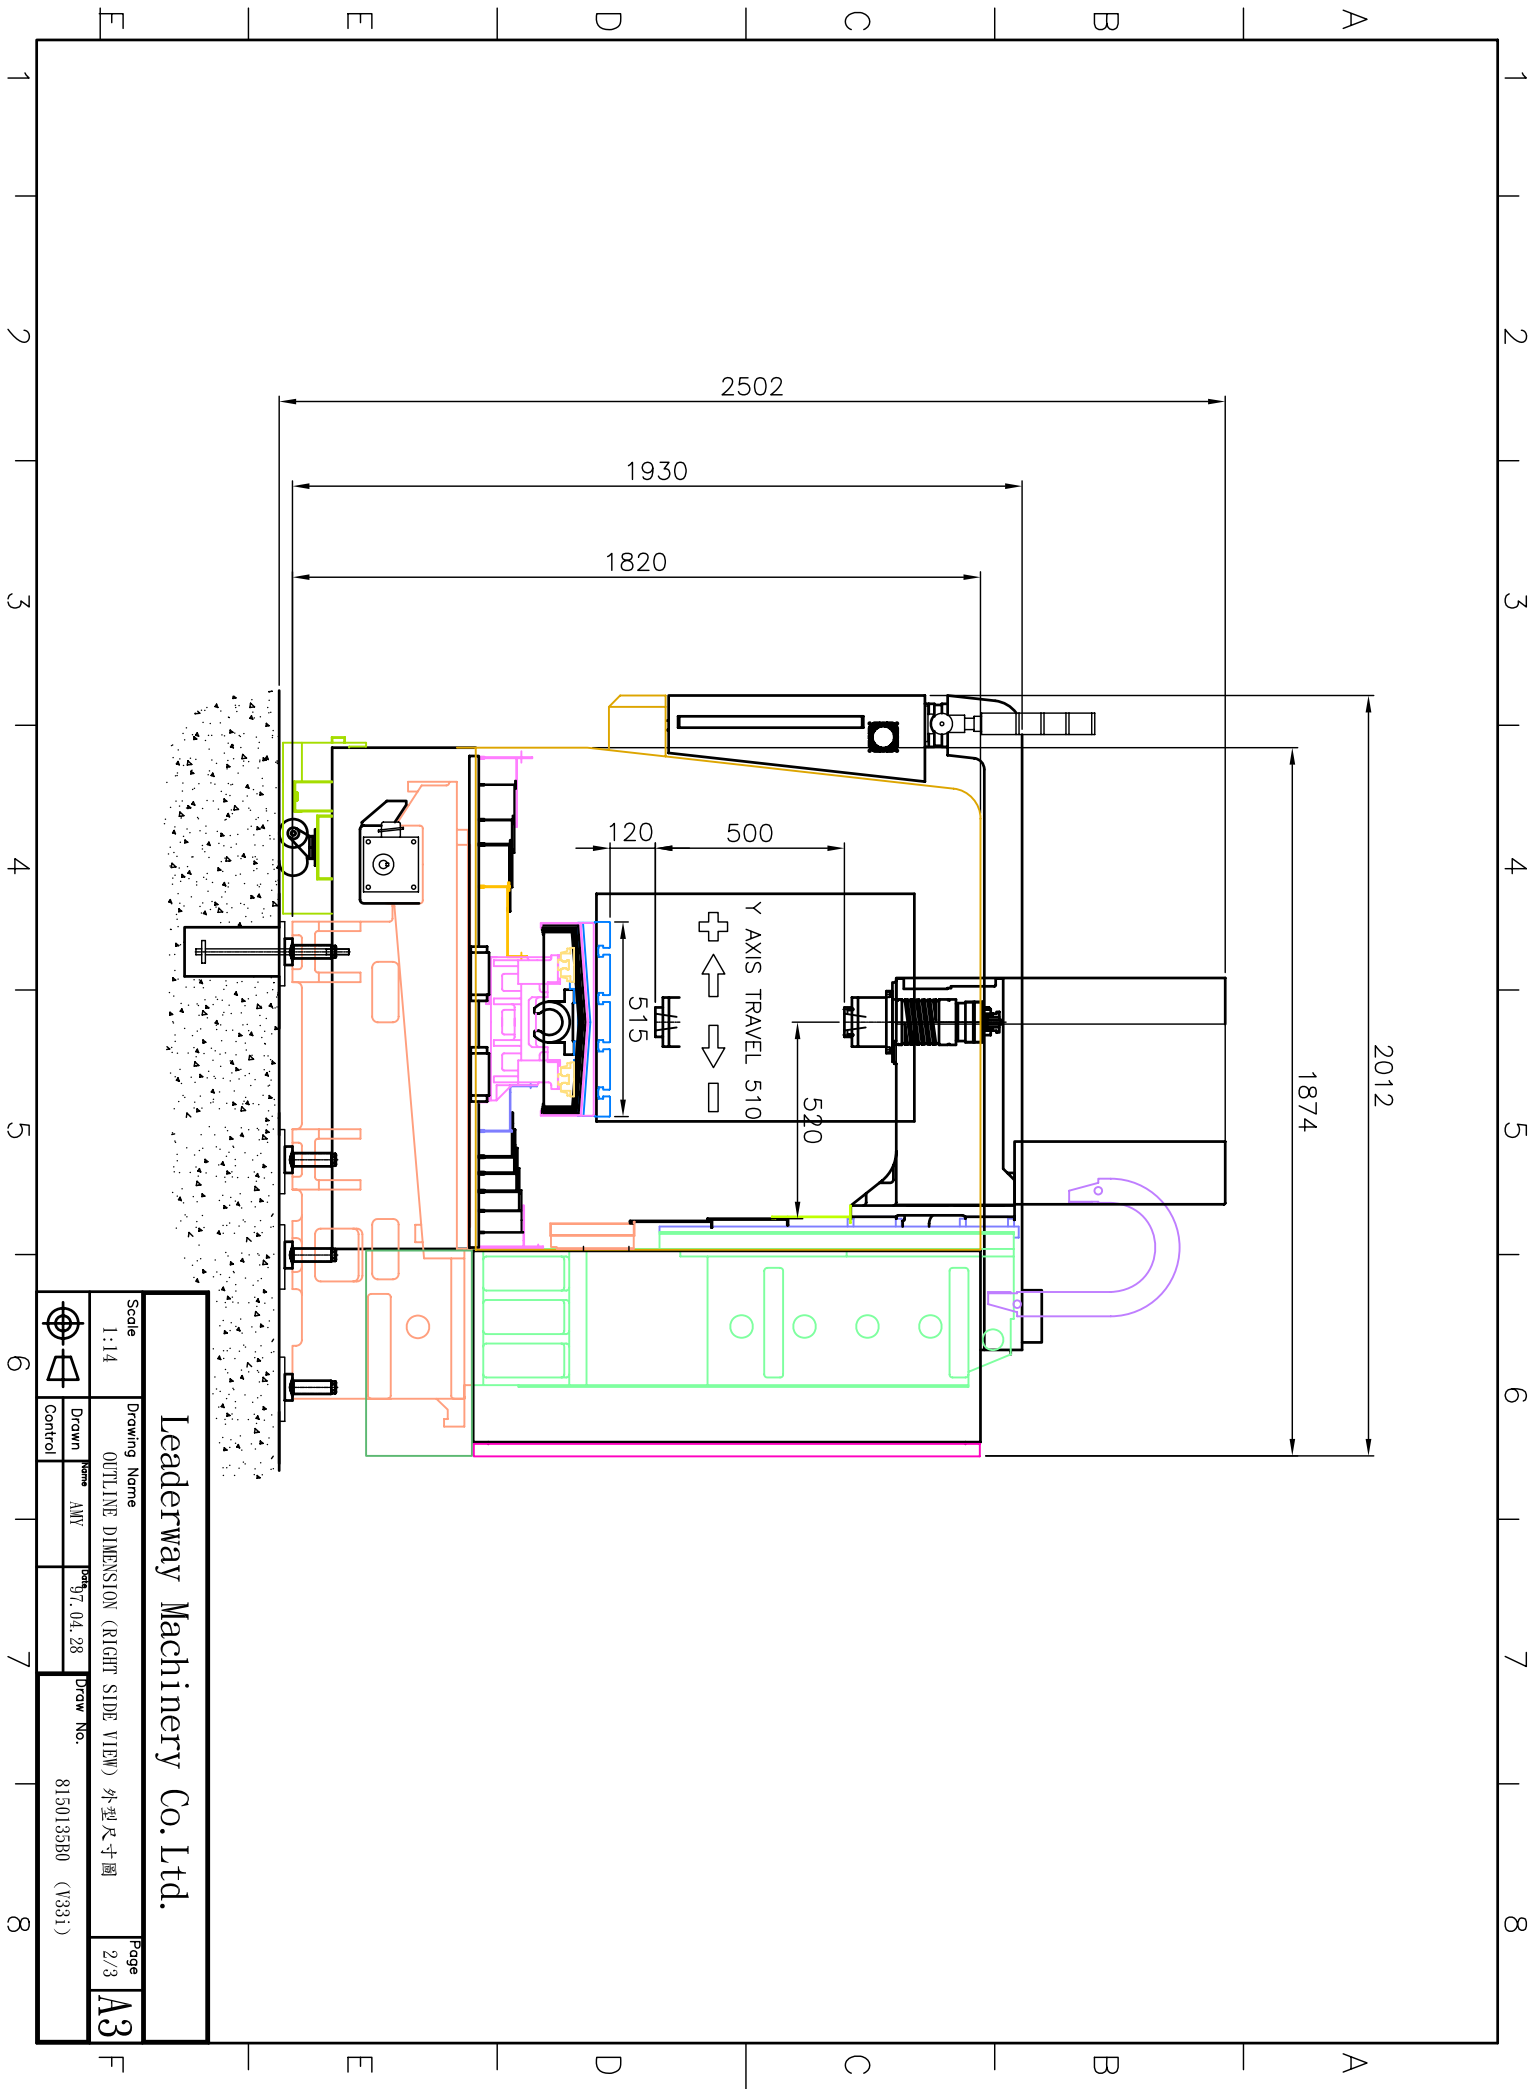 A
B
C
D
E
F
1
2
3
4
5
6
7
8
1
2
3
4
5
6
7
8
A
B
C
D
E
F
2012
1874
2502
1930
1820
500
120
Y AXIS TRAVEL 510
520
515
Leaderway Machinery Co.Ltd.
Scale
1:14
Drawing Name
OUTLINE DIMENSION (RIGHT SIDE VIEW) 外型尺寸圖
Page
2/3
A3
Drawn
Name
AMY
Date
97.04.28
Control
Draw No.
8150135B0 (V33i)